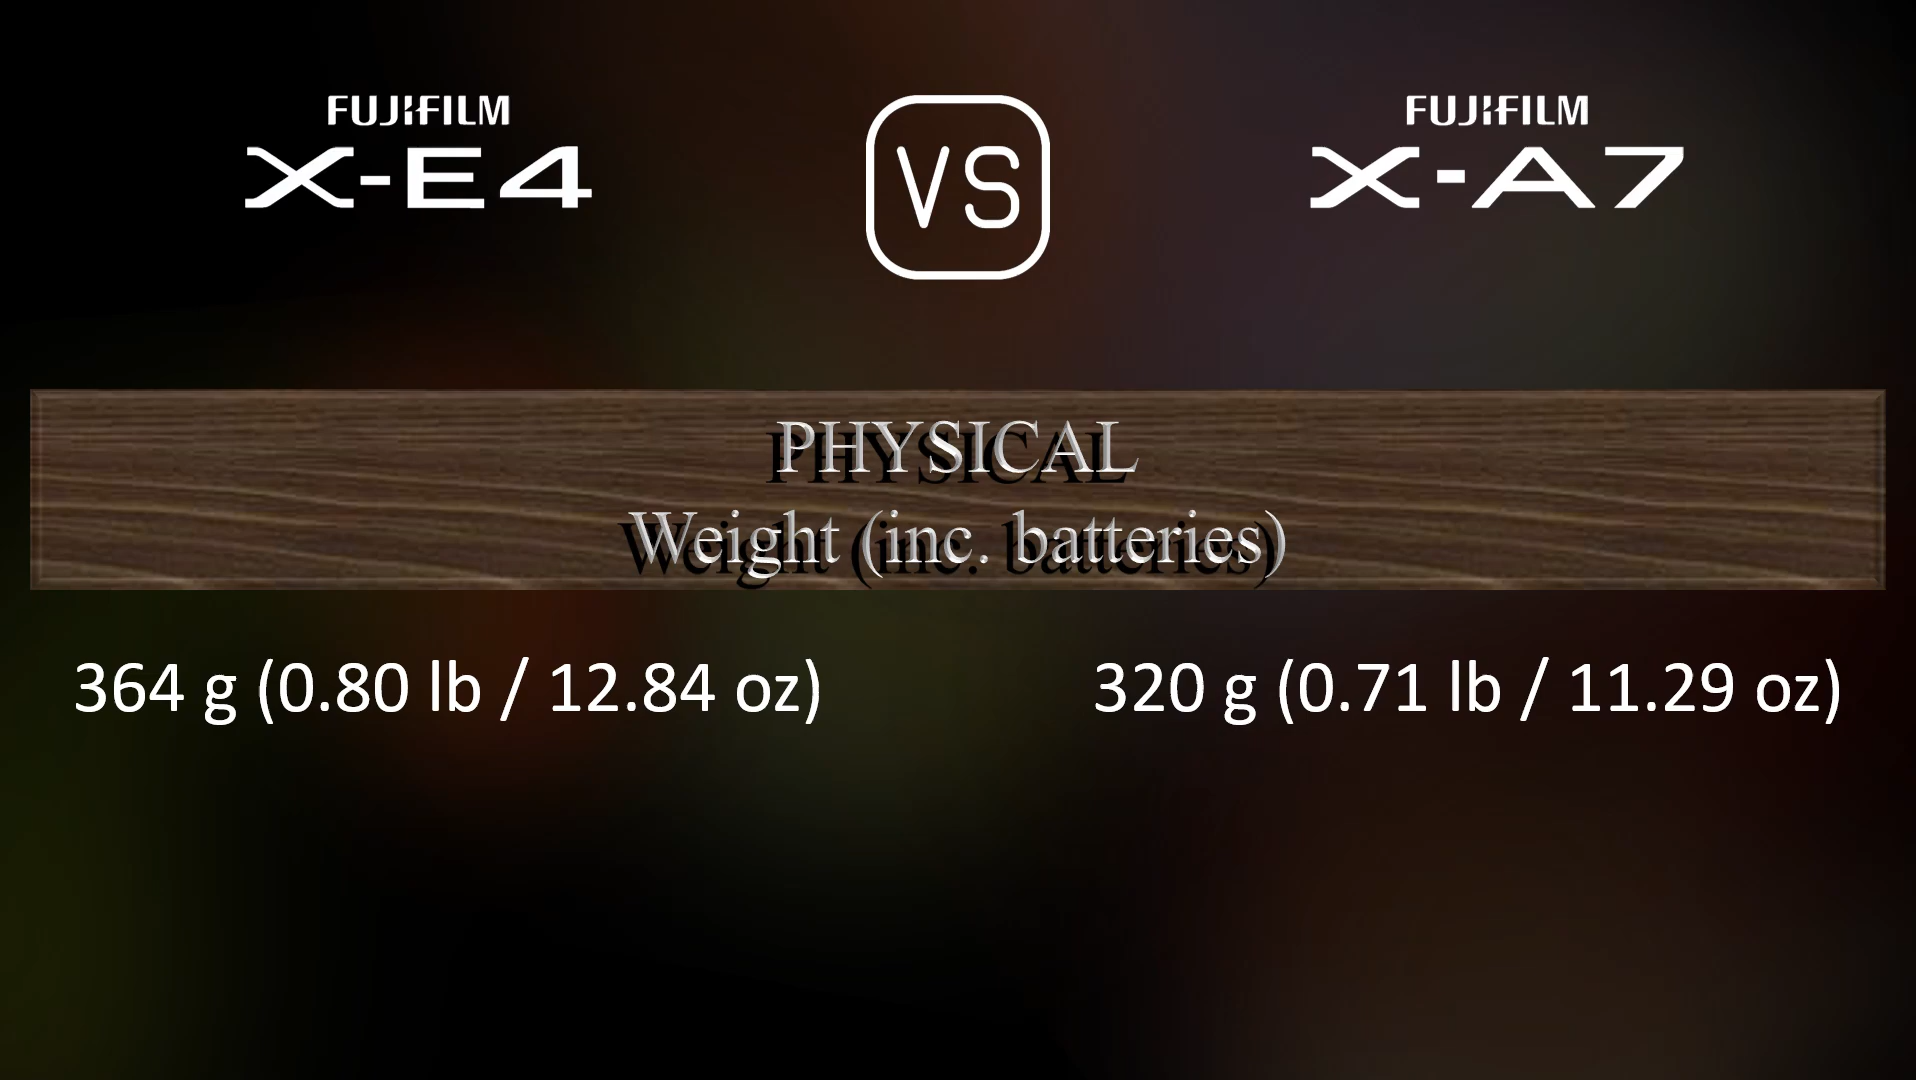 FUJIFILM
X-E4
VS
FUJIFILM
X-A7
PHYSICAL
Weight (inc. batteries)
364 g (0.80 lb / 12.84 oz)
320 g (0.71 lb / 11.29 oz)